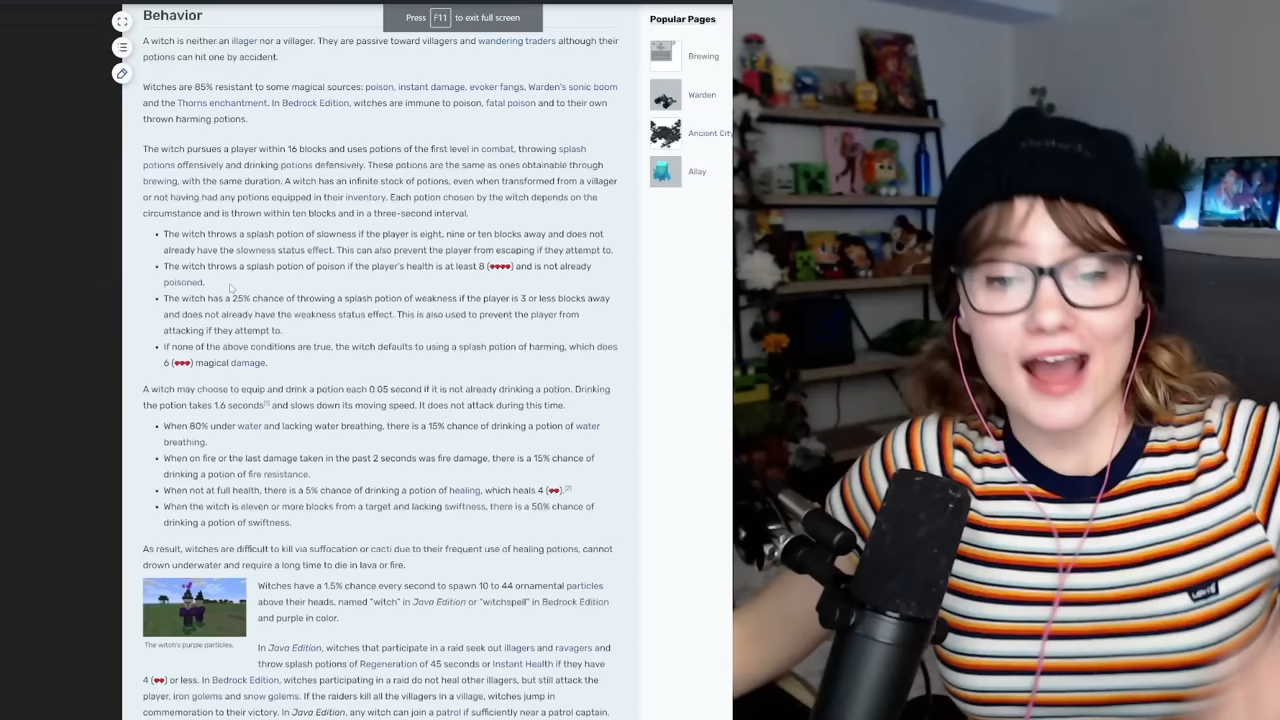 Behavior
Press F11 to exit full screen
A witch is neither an illager nor a villager. They are passive toward villagers and wandering traders although their
potions can hit one by accident.
Witches are 85% resistant to some magical sources: poison, instant damage, evoker fangs, Warden's sonic boom
and the Thorns enchantment. In Bedrock Edition, witches are immune to poison, fatal poison and to their own
thrown harming potions.
The witch pursues a player within 16 blocks and uses potions of the first level in combat, throwing splash
potions offensively and drinking potions defensively. These potions are the same as ones obtainable through
brewing, with the same duration. A witch has an infinite stock of potions, even when transformed from a villager
or not having had any potions equipped in their inventory. Each potion chosen by the witch depends on the
circumstance and is thrown within ten blocks and in a three-second interval.
• The witch throws a splash potion of slowness if the player is eight, nine or ten blocks away and does not
already have the slowness status effect. This can also prevent the player from escaping if they attempt to.
• The witch throws a splash potion of poison if the player's health is at least 8 (♥♥♥♥) and is not already
poisoned.
• The witch has a 25% chance of throwing a splash potion of weakness if the player is 3 or less blocks away
and does not already have the weakness status effect. This is also used to prevent the player from
attacking if they attempt to.
• If none of the above conditions are true, the witch defaults to using a splash potion of harming, which does
6 (♥♥♥) magical damage.
A witch may choose to equip and drink a potion each 0.05 second if it is not already drinking a potion. Drinking
the potion takes 1.6 seconds[1] and slows down its moving speed. It does not attack during this time.
• When 80% under water and lacking water breathing, there is a 15% chance of drinking a potion of water
breathing.
• When on fire or the last damage taken in the past 2 seconds was fire damage, there is a 15% chance of
drinking a potion of fire resistance.
• When not at full health, there is a 5% chance of drinking a potion of healing, which heals 4 (♥♥).[2]
• When the witch is eleven or more blocks from a target and lacking swiftness, there is a 50% chance of
drinking a potion of swiftness.
As result, witches are difficult to kill via suffocation or cacti due to their frequent use of healing potions, cannot
drown underwater and require a long time to die in lava or fire.
The witch's purple particles.
Witches have a 1.5% chance every second to spawn 10 to 44 ornamental particles
above their heads, named "witch" in Java Edition or "witchspell" in Bedrock Edition
and purple in color.
In Java Edition, witches that participate in a raid seek out illagers and ravagers and
throw splash potions of Regeneration of 45 seconds or Instant Health if they have
4 (♥♥) or less. In Bedrock Edition, witches participating in a raid do not heal other illagers, but still attack the
player, iron golems and snow golems. If the raiders kill all the villagers in a village, witches jump in
commemoration to their victory. In Java Edition, any witch can join a patrol if sufficiently near a patrol captain.
Popular Pages
Brewing
Warden
Ancient City
Allay